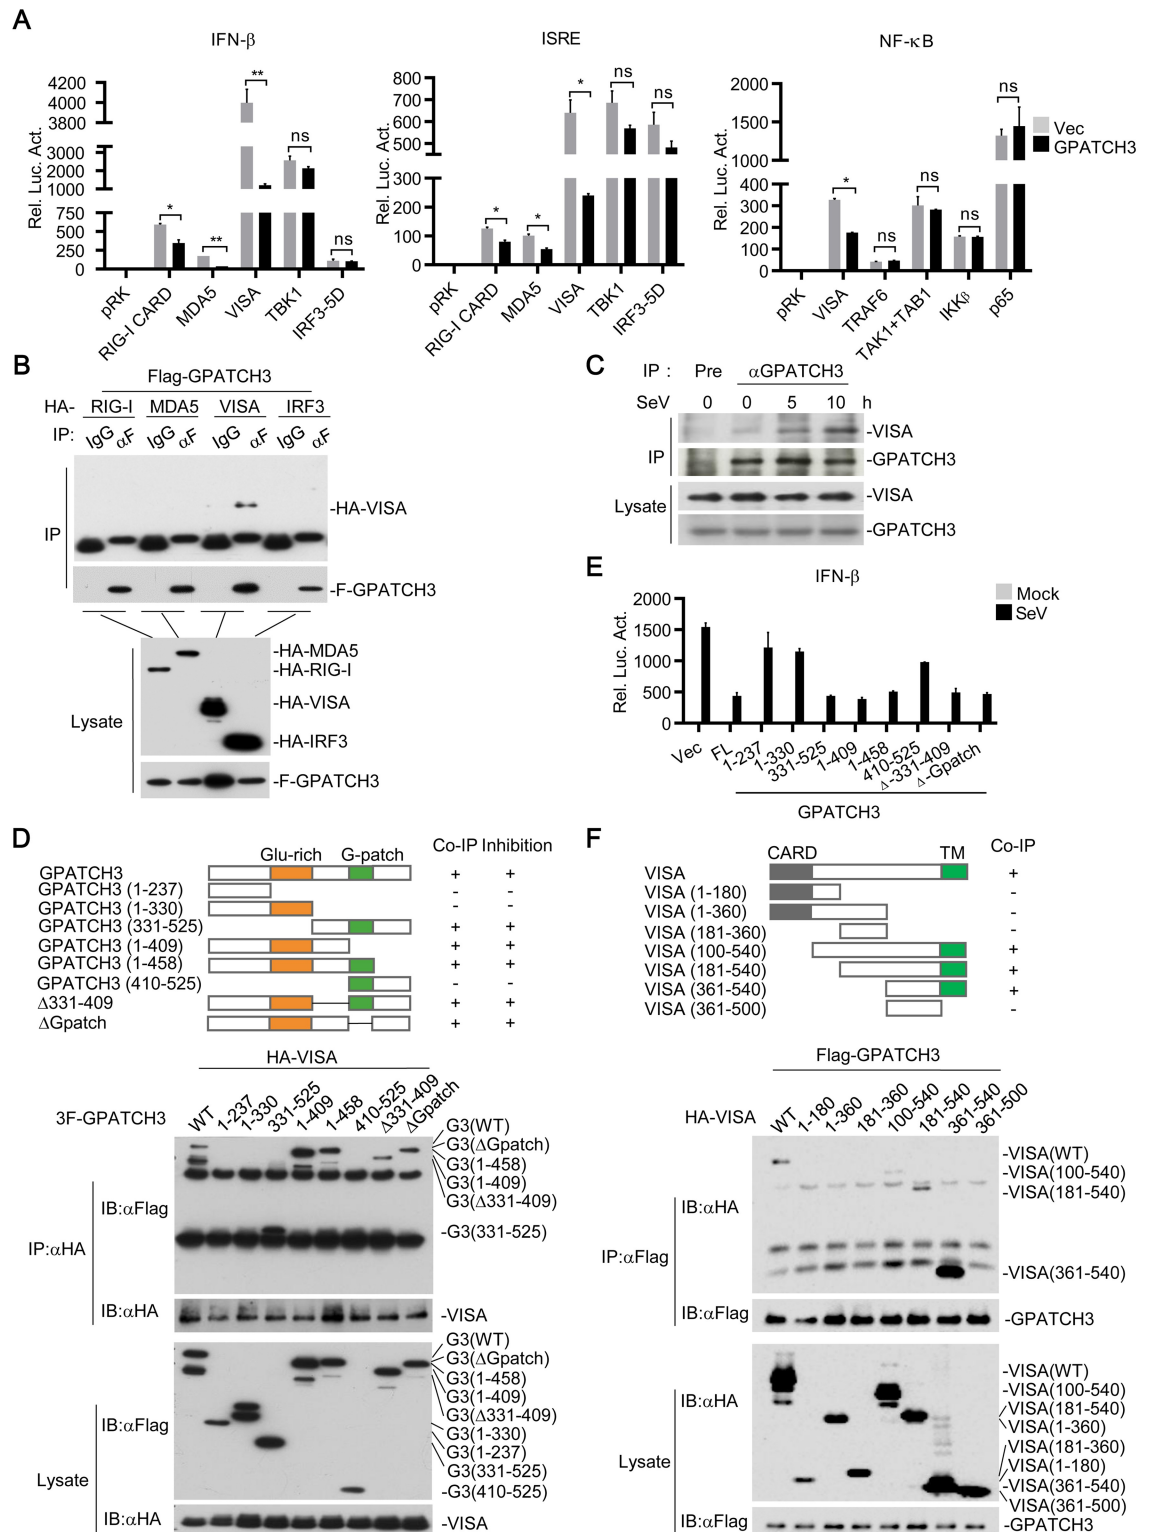 A
IFN-β
Rel. Luc. Act.
4200
4000
3800
3000
2000
1000
750
500
250
0
* ** ** ns ns
pRK RIG-I CARD MDA5 VISA TBK1 IRF3-5D
ISRE
Rel. Luc. Act.
800
700
600
500
300
200
100
0
* * * ns ns
pRK RIG-I CARD MDA5 VISA TBK1 IRF3-5D
NF-κB
Rel. Luc. Act.
2000
1500
1000
400
300
200
100
0
* ns ns ns ns
pRK VISA TRAF6 TAK1+TAB1 IKKβ p65
Vec
GPATCH3
B
Flag-GPATCH3
HA- RIG-I MDA5 VISA IRF3
IP: IgG αF IgG αF IgG αF IgG αF
IP
-HA-VISA
-F-GPATCH3
Lysate
-HA-MDA5
-HA-RIG-I
-HA-VISA
-HA-IRF3
-F-GPATCH3
C
IP : Pre αGPATCH3
SeV 0 0 5 10 h
IP
-VISA
-GPATCH3
Lysate
-VISA
-GPATCH3
E
IFN-β
Mock
SeV
Rel. Luc. Act.
2000
1500
1000
500
0
Vec FL 1-237 1-330 331-525 1-409 1-458 410-525 Δ-331-409 Δ-Gpatch
GPATCH3
D
Glu-rich G-patch Co-IP Inhibition
GPATCH3 + +
GPATCH3 (1-237) - -
GPATCH3 (1-330) - -
GPATCH3 (331-525) + +
GPATCH3 (1-409) + +
GPATCH3 (1-458) + +
GPATCH3 (410-525) - -
Δ331-409 + +
ΔGpatch + +
HA-VISA
3F-GPATCH3 WT 1-237 1-330 331-525 1-409 1-458 410-525 Δ331-409 ΔGpatch
IP:αHA
IB:αFlag
G3(WT)
G3(ΔGpatch)
G3(1-458)
G3(1-409)
G3(Δ331-409)
-G3(331-525)
IB:αHA -VISA
Lysate
IB:αFlag
G3(WT)
G3(ΔGpatch)
G3(1-458)
G3(1-409)
G3(Δ331-409)
G3(1-330)
G3(1-237)
G3(331-525)
-G3(410-525)
IB:αHA -VISA
F
CARD TM Co-IP
VISA +
VISA (1-180) -
VISA (1-360) -
VISA (181-360) -
VISA (100-540) +
VISA (181-540) +
VISA (361-540) +
VISA (361-500) -
Flag-GPATCH3
HA-VISA WT 1-180 1-360 181-360 100-540 181-540 361-540 361-500
IP:αFlag
IB:αHA
-VISA(WT)
-VISA(100-540)
-VISA(181-540)
-VISA(361-540)
IB:αFlag -GPATCH3
Lysate
IB:αHA
-VISA(WT)
-VISA(100-540)
VISA(181-540)
VISA(1-360)
VISA(181-360)
VISA(1-180)
-VISA(361-540)
VISA(361-500)
IB:αFlag -GPATCH3